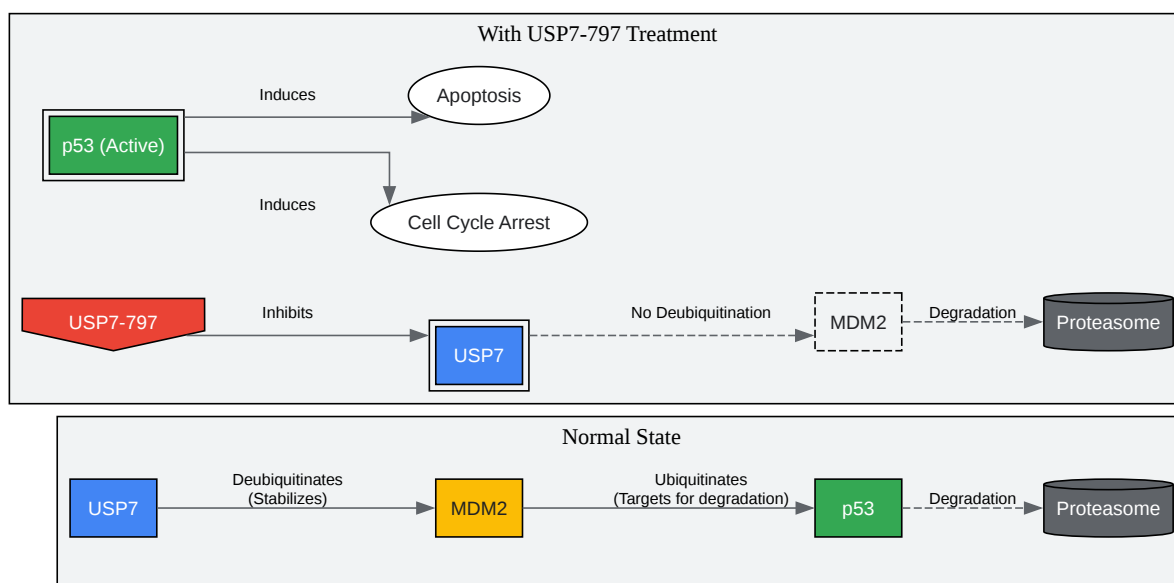 With USP7-797 Treatment
Induces
Apoptosis
p53 (Active)
Induces
Cell Cycle Arrest
USP7-797
Inhibits
USP7
No Deubiquitination
MDM2
Degradation
Proteasome
Normal State
USP7
Deubiquitinates
(Stabilizes)
MDM2
Ubiquitinates
(Targets for degradation)
p53
Degradation
Proteasome